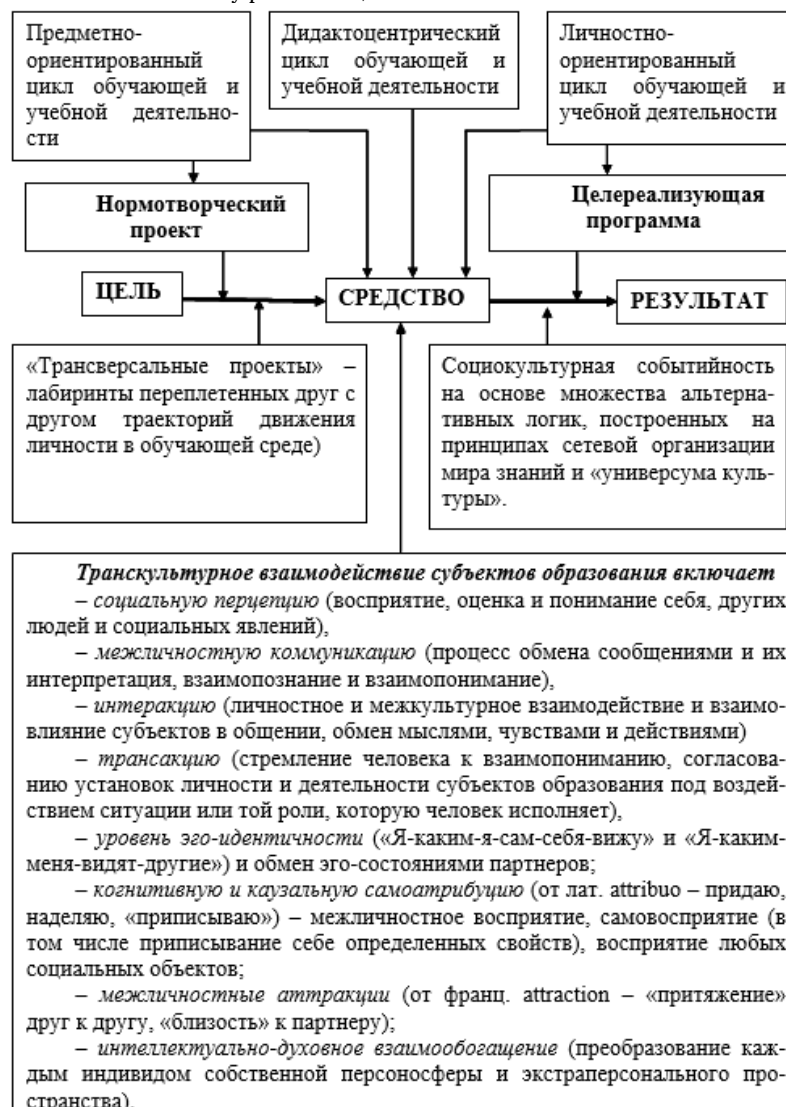 Предметно-
ориентированный
цикл обучающей и
учебной деятельно-
сти
Дидактоцентрический
цикл обучающей и
учебной деятельности
Личностно-
ориентированный
цикл обучающей и
учебной деятельности
Нормотворческий
проект
Целереализующая
программа
ЦЕЛЬ
СРЕДСТВО
РЕЗУЛЬТАТ
«Трансверсальные проекты» –
лабиринты переплетенных друг с
другом траекторий движения
личности в обучающей среде)
Социокультурная событийность
на основе множества альтерна-
тивных логик, построенных на
принципах сетевой организации
мира знаний и «универсума куль-
туры».
Транскультурное взаимодействие субъектов образования включает
– социальную перцепцию (восприятие, оценка и понимание себя, других
людей и социальных явлений),
– межличностную коммуникацию (процесс обмена сообщениями и их
интерпретация, взаимопознание и взаимопонимание),
– интеракцию (личностное и межкультурное взаимодействие и взаимо-
влияние субъектов в общении, обмен мыслями, чувствами и действиями)
– трансакцию (стремление человека к взаимопониманию, согласова-
нию установок личности и деятельности субъектов образования под воздей-
ствием ситуации или той роли, которую человек исполняет),
– уровень эго-идентичности («Я-каким-я-сам-себя-вижу» и «Я-каким-
меня-видят-другие») и обмен эго-состояниями партнеров;
– когнитивную и каузальную самоатрибуцию (от лат. attribuo – придаю,
наделяю, «приписываю») – межличностное восприятие, самовосприятие (в
том числе приписывание себе определенных свойств), восприятие любых
социальных объектов;
– межличностные аттракции (от франц. attraction – «притяжение»
друг к другу, «близость» к партнеру);
– интеллектуально-духовное взаимообогащение (преобразование каж-
дым индивидом собственной персоносферы и экстраперсонального про-
странства).